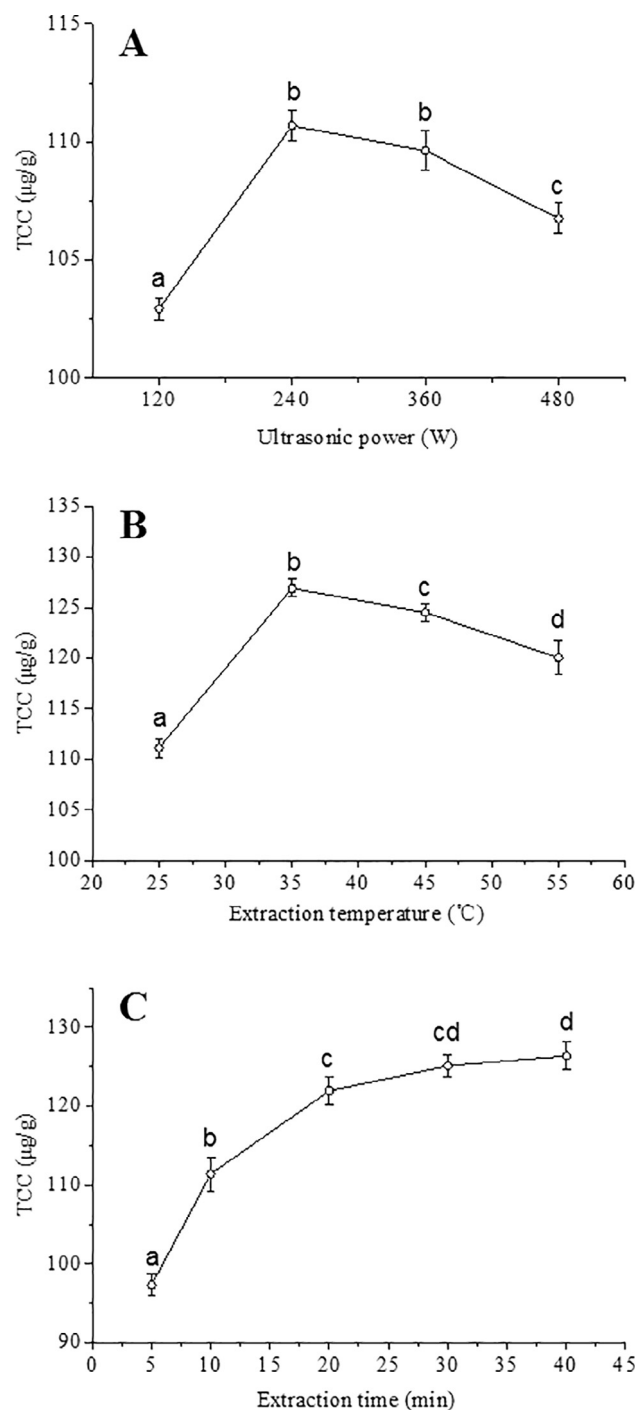 A
115
110
105
100
TCC (μg/g)
a
b
b
c
120 240 360 480
Ultrasonic power (W)
B
135
130
125
120
115
110
105
100
TCC (μg/g)
a
b
c
d
20 25 30 35 40 45 50 55 60
Extraction temperature (℃)
C
130
120
110
100
90
TCC (μg/g)
a
b
c
cd
d
0 5 10 15 20 25 30 35 40 45
Extraction time (min)